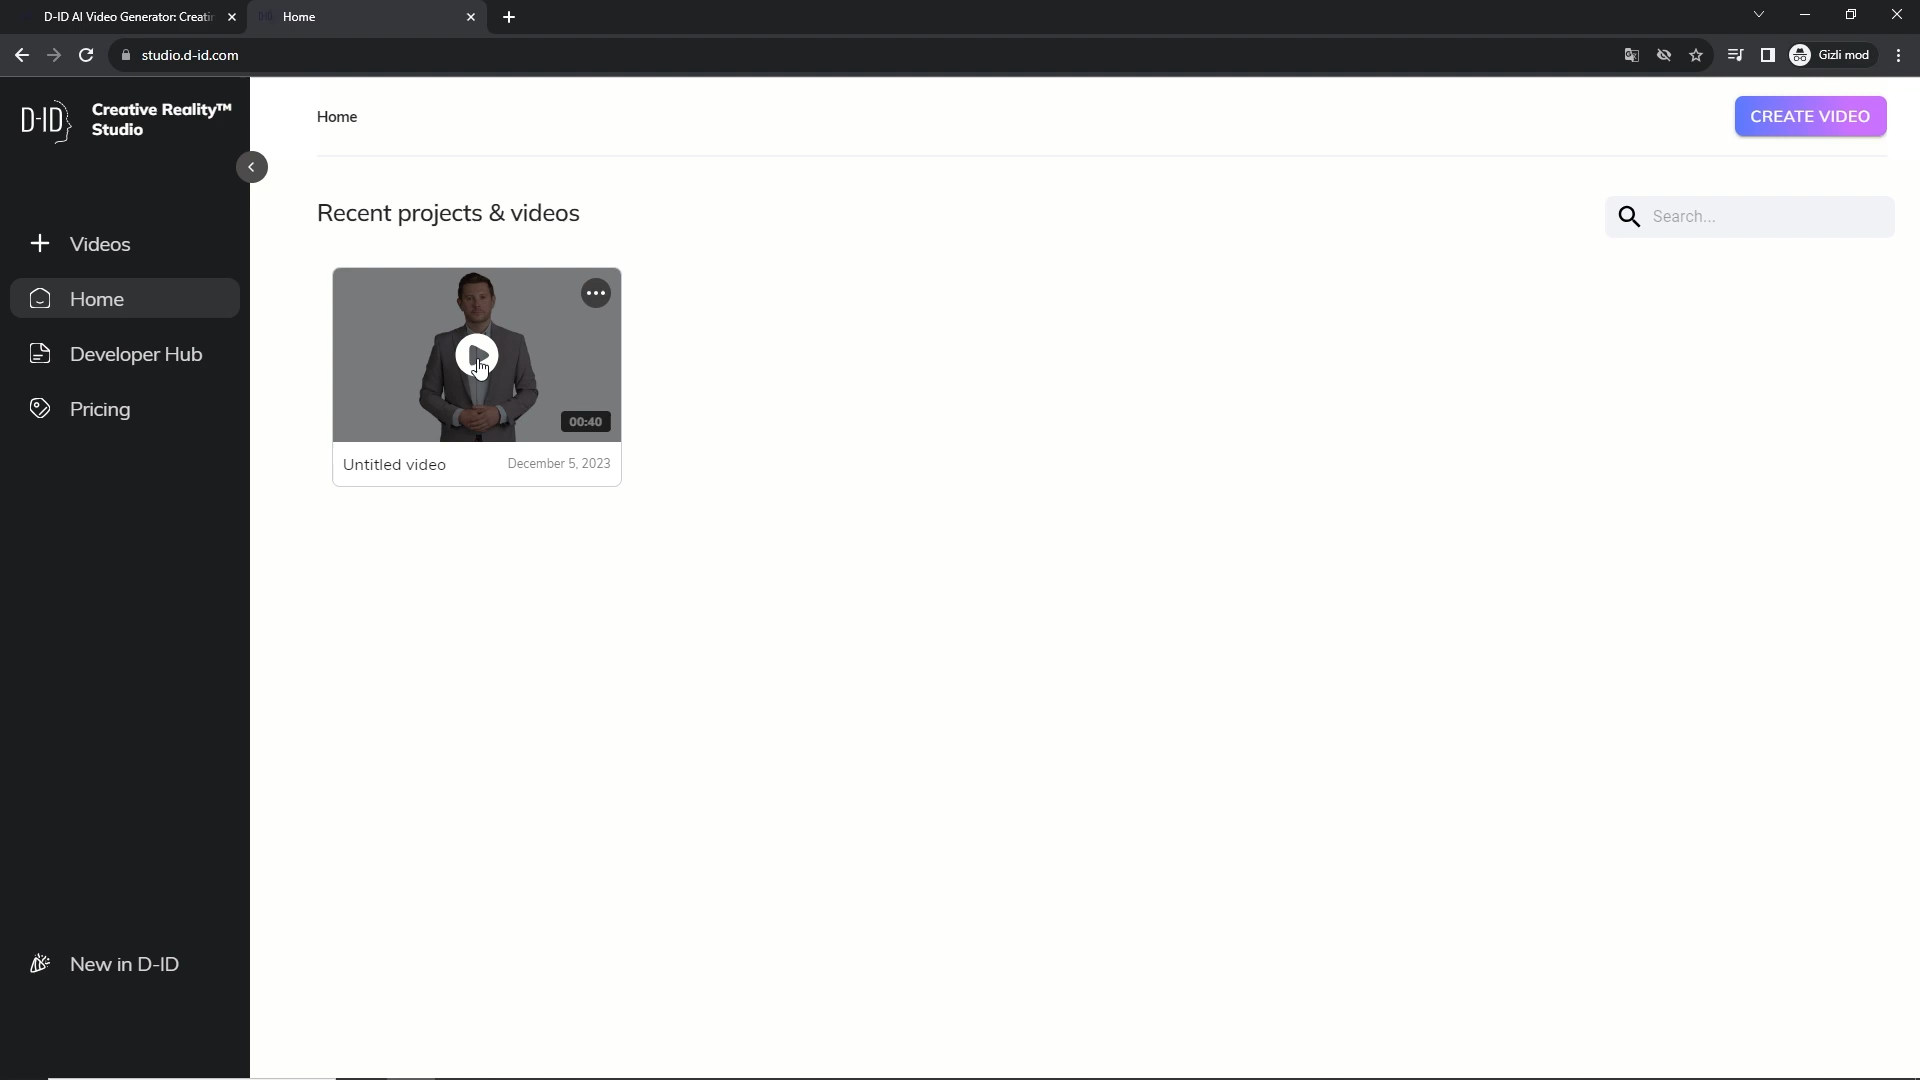 D-ID AI Video Generator: Creati
Home
studio.d-id.com
Gizli mod
D-ID
Creative Reality™
Studio
Home
CREATE VIDEO
Recent projects & videos
Search...
Videos
Home
Developer Hub
Pricing
00:40
Untitled video
December 5, 2023
New in D-ID